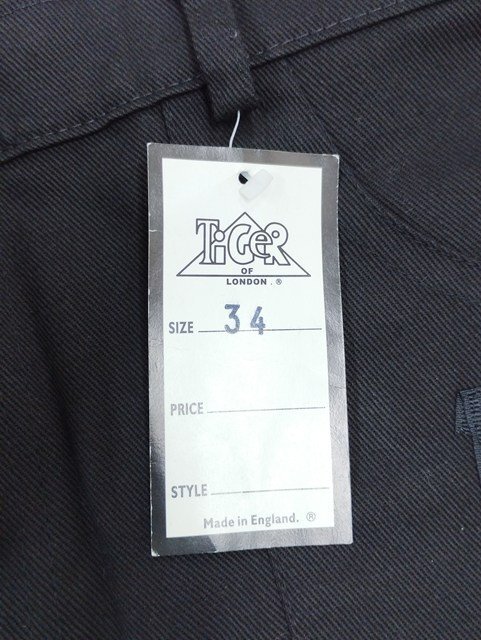 TiGeR
OF
LONDON . ®
SIZE 34
PRICE
STYLE
Made in England. ®